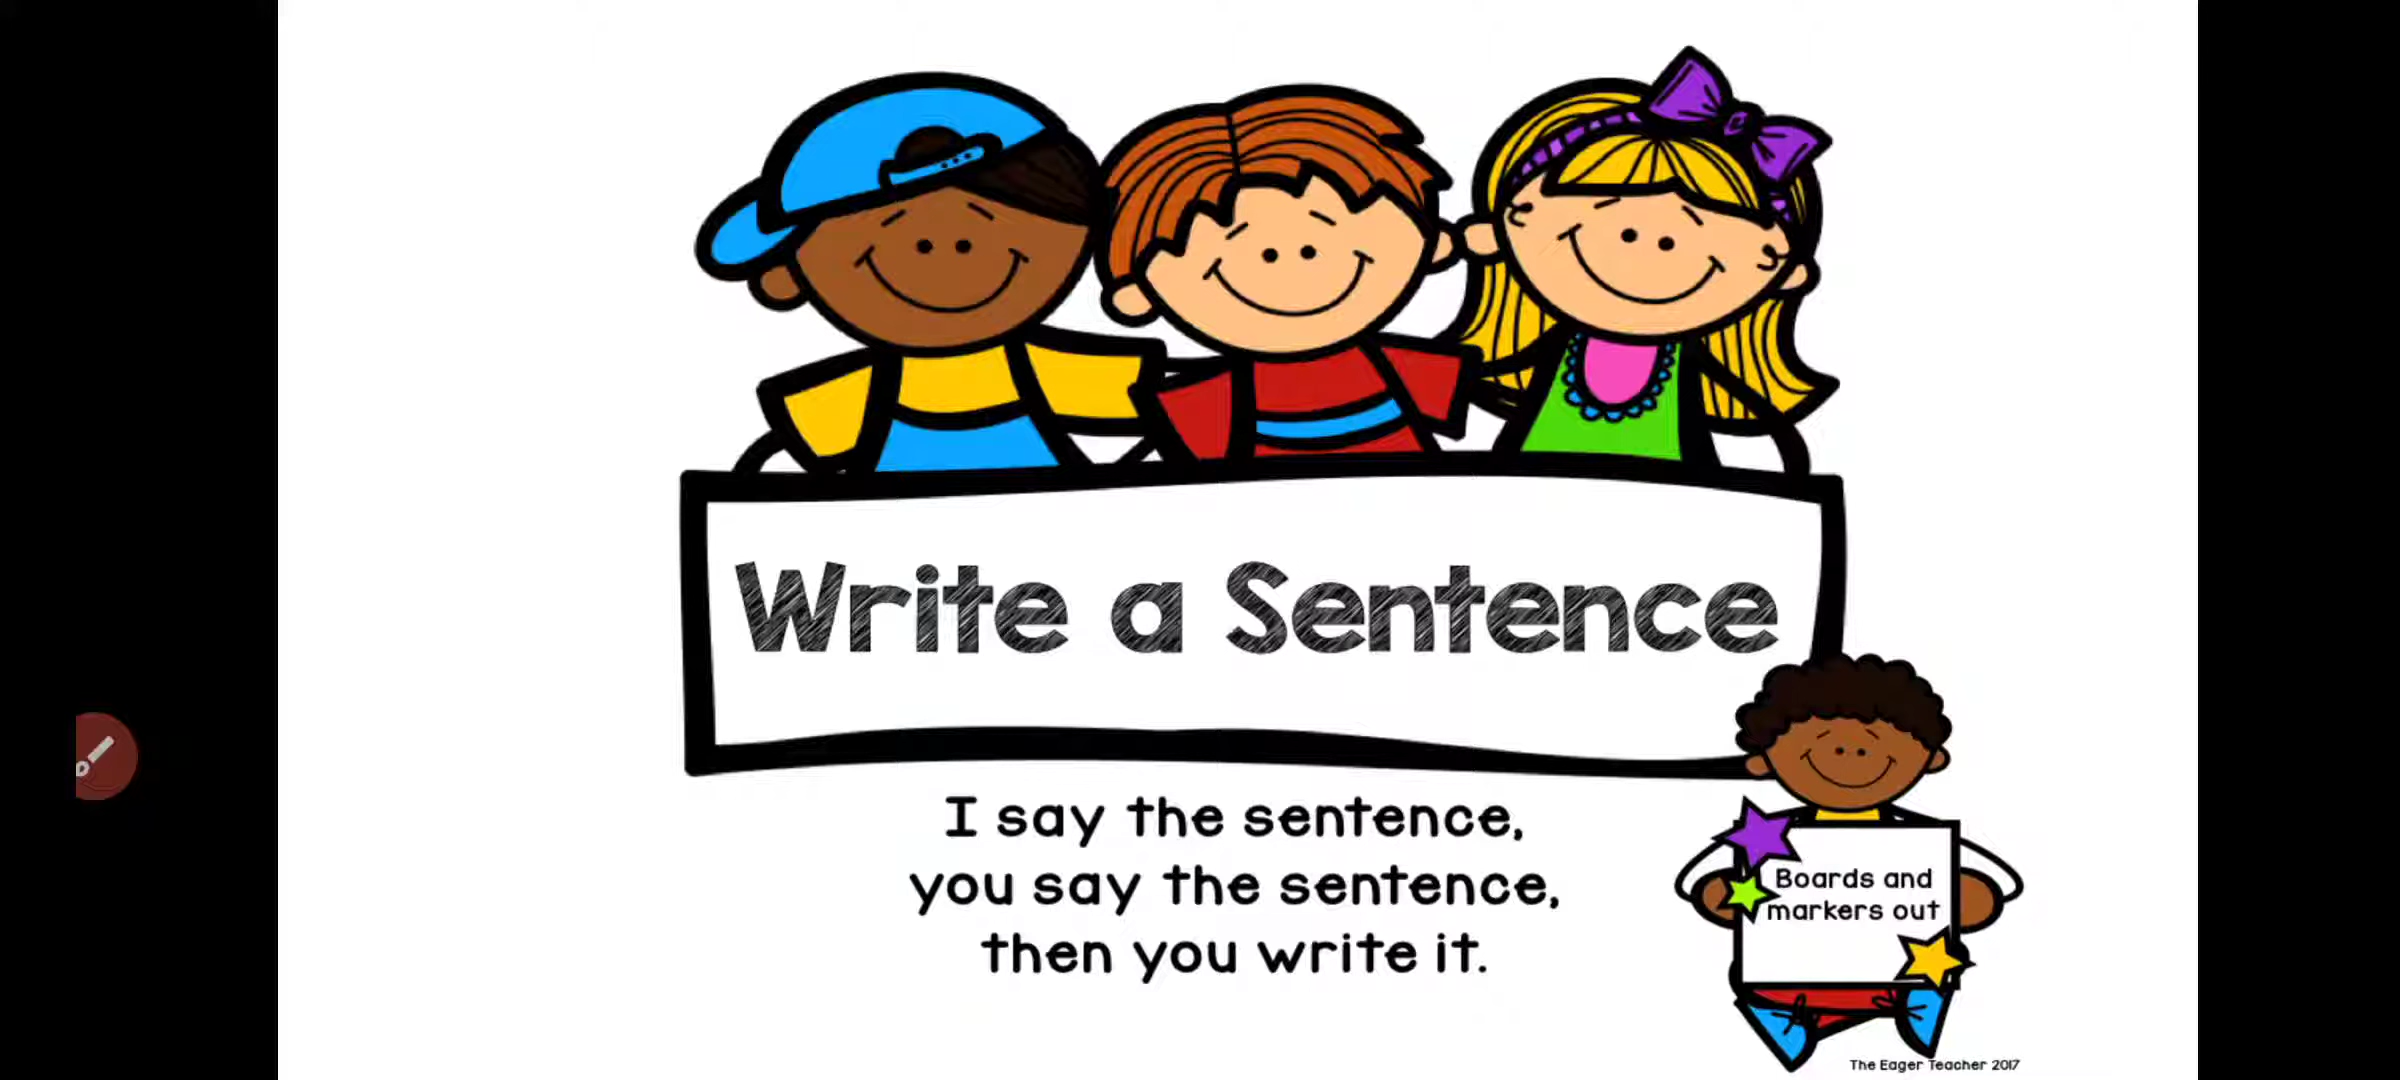 Write a Sentence
I say the sentence,
you say the sentence,
then you write it.
Boards and
markers out
The Eager Teacher 2017